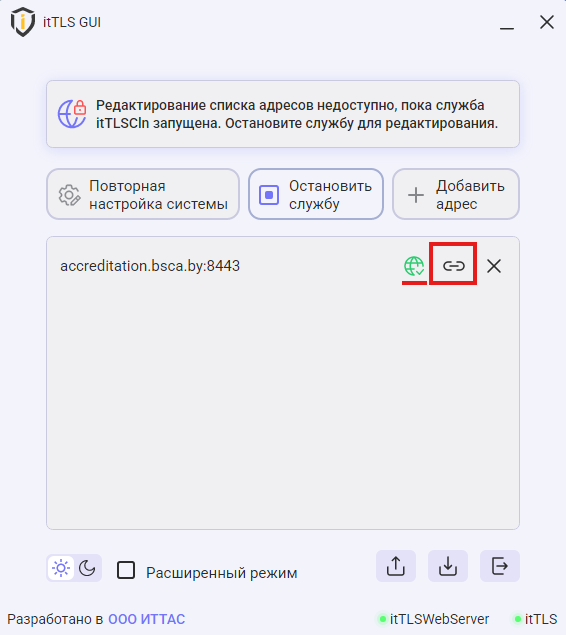 itTLS GUI
Редактирование списка адресов недоступно, пока служба
itTLSCln запущена. Остановите службу для редактирования.
Повторная
настройка системы
Остановить
службу
Добавить
адрес
accreditation.bsca.by:8443
Расширенный режим
Разработано в ООО ИТТАС
itTLSWebServer
itTLS